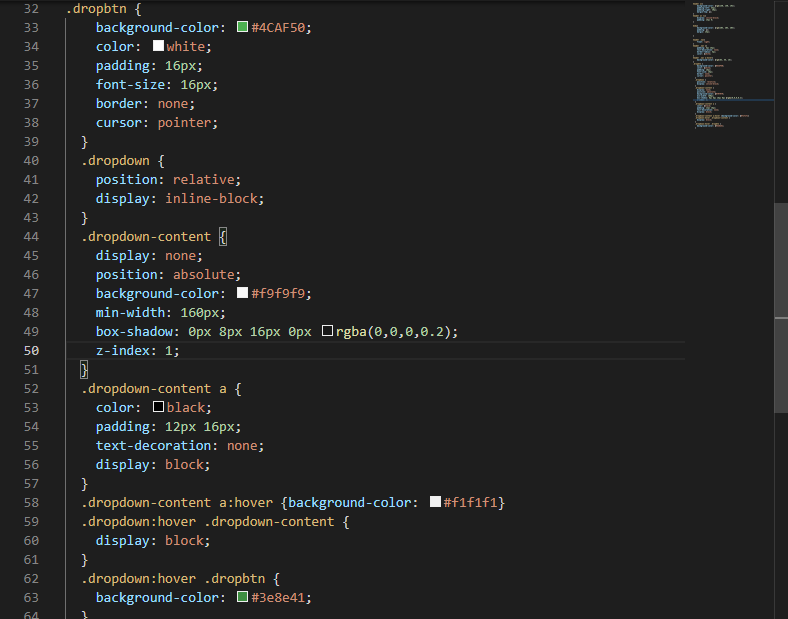 32 .dropbtn {
33 background-color: #4CAF50;
34 color: white;
35 padding: 16px;
36 font-size: 16px;
37 border: none;
38 cursor: pointer;
39 }
40 .dropdown {
41 position: relative;
42 display: inline-block;
43 }
44 .dropdown-content {
45 display: none;
46 position: absolute;
47 background-color: #f9f9f9;
48 min-width: 160px;
49 box-shadow: 0px 8px 16px 0px rgba(0,0,0,0.2);
50 z-index: 1;
51 }
52 .dropdown-content a {
53 color: black;
54 padding: 12px 16px;
55 text-decoration: none;
56 display: block;
57 }
58 .dropdown-content a:hover {background-color: #f1f1f1}
59 .dropdown:hover .dropdown-content {
60 display: block;
61 }
62 .dropdown:hover .dropbtn {
63 background-color: #3e8e41;
64 }